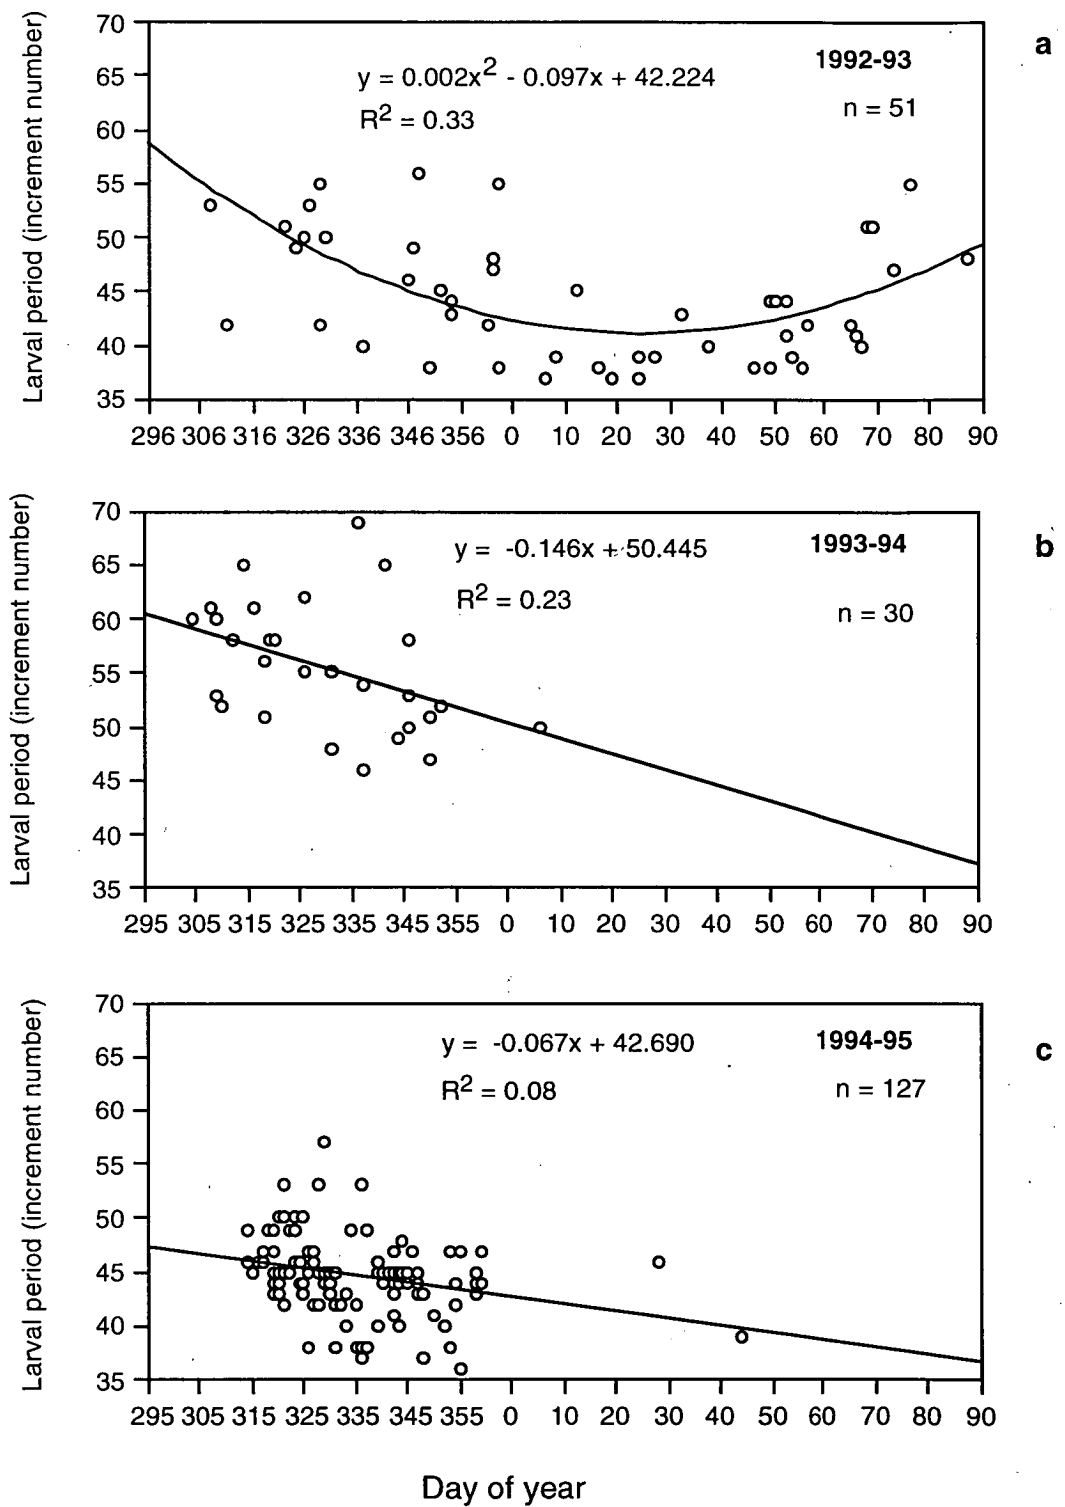 a
1992-93
y = 0.002x2 - 0.097x + 42.224
R2 = 0.33
n = 51
Larval period (increment number)
70
65
60
55
50
45
40
35
296 306 316 326 336 346 356 0 10 20 30 40 50 60 70 80 90
b
1993-94
y = -0.146x + 50.445
R2 = 0.23
n = 30
Larval period (increment number)
70
65
60
55
50
45
40
35
295 305 315 325 335 345 355 0 10 20 30 40 50 60 70 80 90
c
1994-95
y = -0.067x + 42.690
R2 = 0.08
n = 127
Larval period (increment number)
70
65
60
55
50
45
40
35
295 305 315 325 335 345 355 0 10 20 30 40 50 60 70 80 90
Day of year